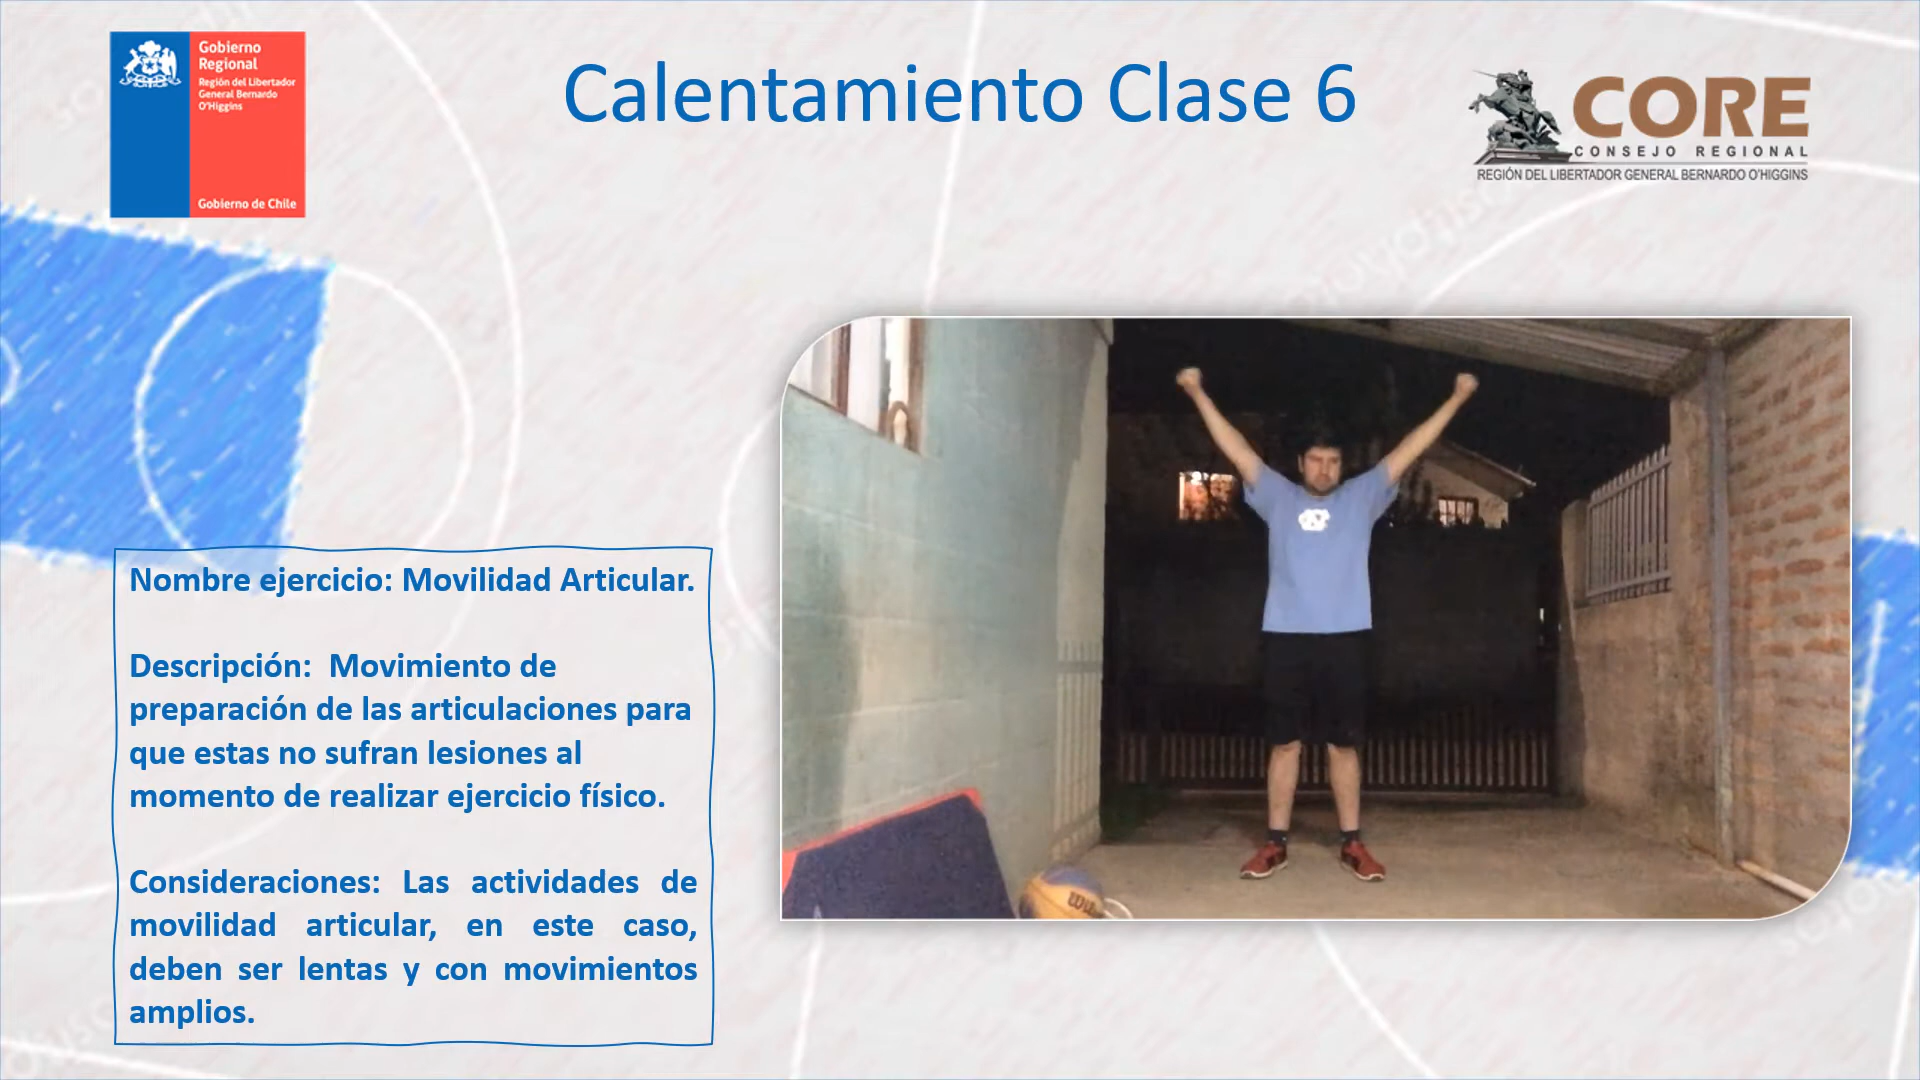 Gobierno
Regional
Región del Libertador
General Bernardo
O'Higgins
Gobierno de Chile
Calentamiento Clase 6
CORE
CONSEJO REGIONAL
REGIÓN DEL LIBERTADOR GENERAL BERNARDO O'HIGGINS
Nombre ejercicio: Movilidad Articular.
Descripción:  Movimiento de
preparación de las articulaciones para
que estas no sufran lesiones al
momento de realizar ejercicio físico.
Consideraciones: Las actividades de
movilidad articular, en este caso,
deben ser lentas y con movimientos
amplios.